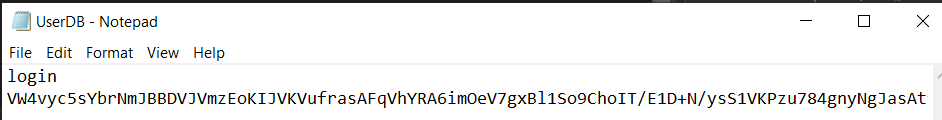 UserDB - Notepad
File Edit Format View Help
login
VW4vyc5sYbrNmJBBDVJVmzEoKIJVKVufrasAFqVhYRA6imOeV7gxBl1So9ChoIT/E1D+N/ysS1VKPzu784gnyNgJasAt